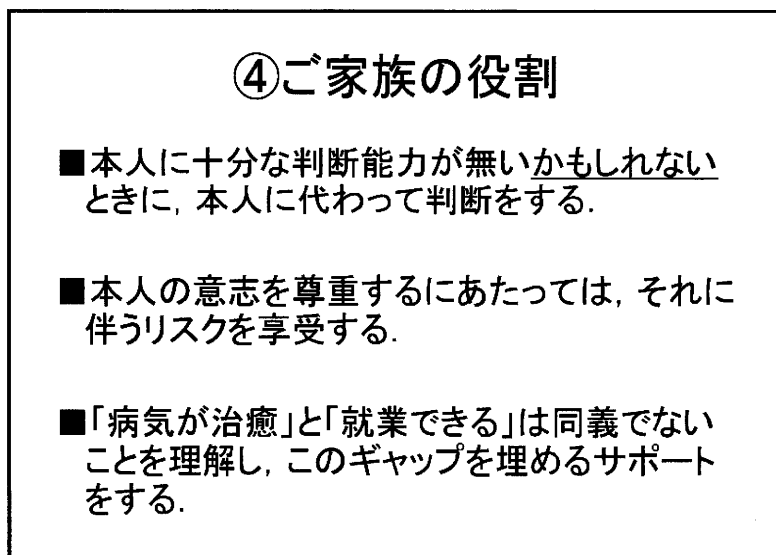 ④ご家族の役割
■本人に十分な判断能力が無いかもしれない
ときに, 本人に代わって判断をする.
■本人の意志を尊重するにあたっては, それに
伴うリスクを享受する.
■「病気が治癒」と「就業できる」は同義でない
ことを理解し, このギャップを埋めるサポート
をする.